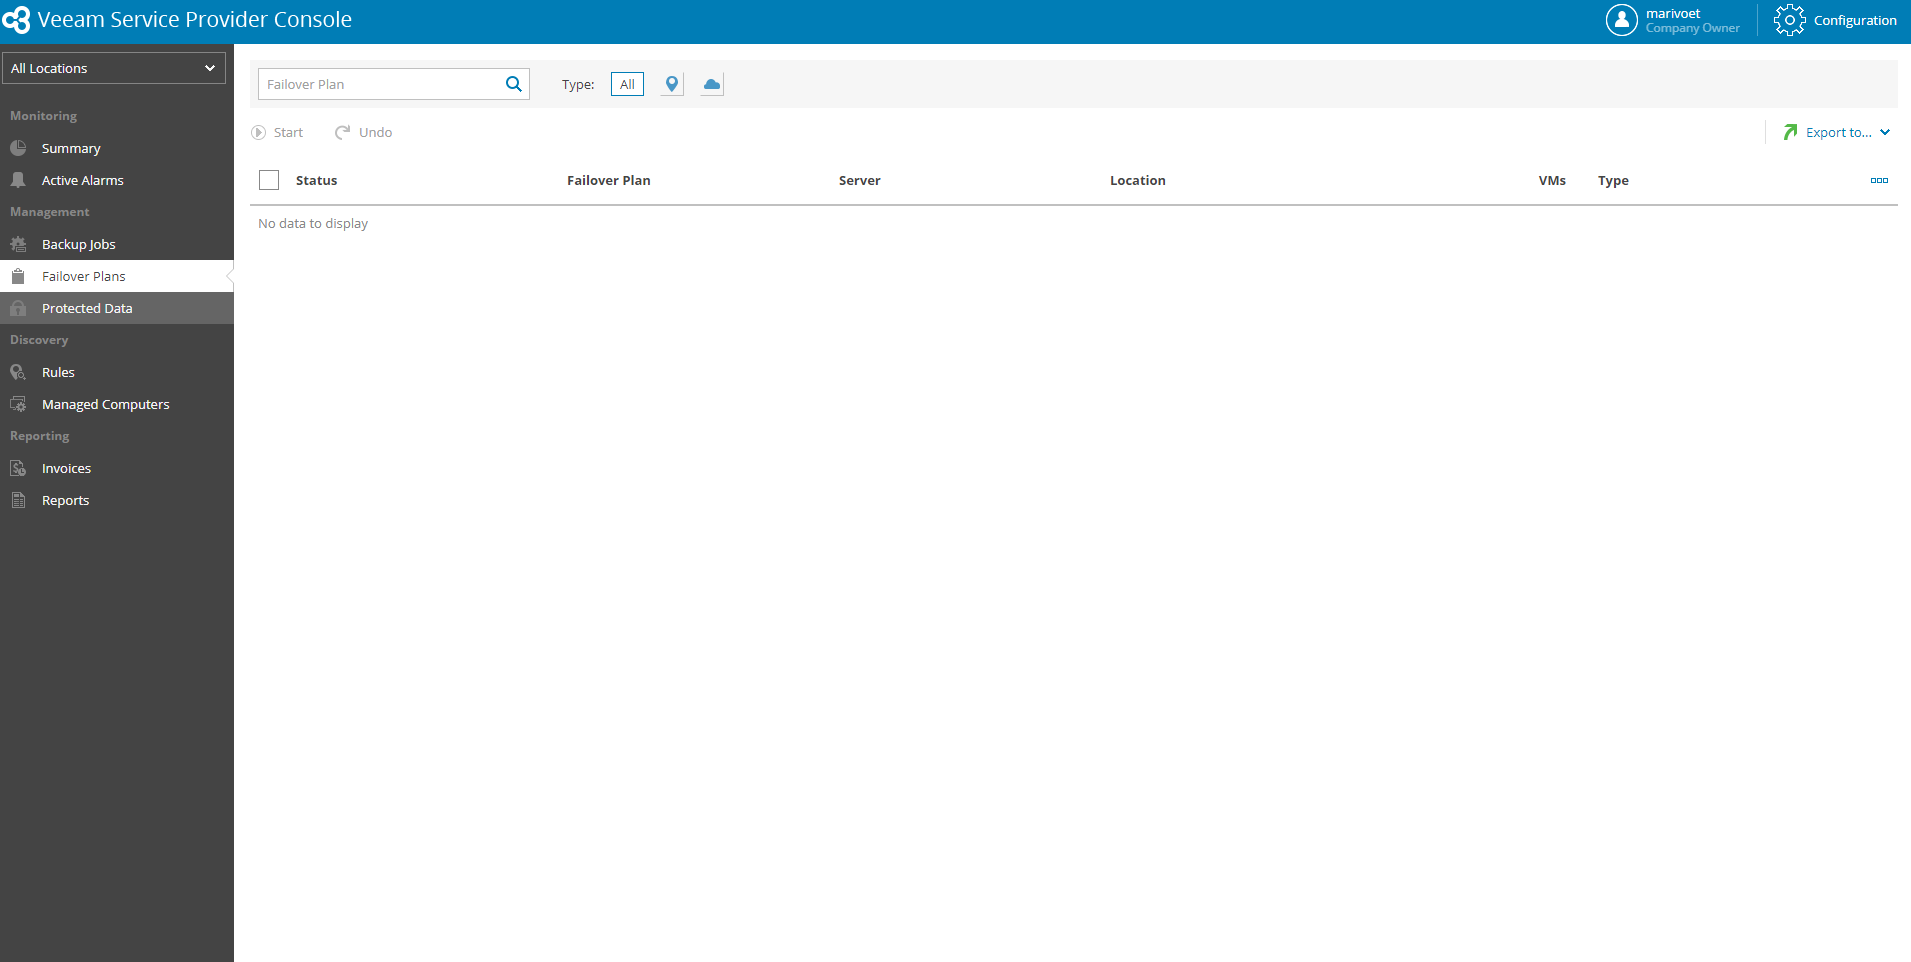 Veeam Service Provider Console
marivoet
Company Owner
Configuration
All Locations
Monitoring
Summary
Active Alarms
Management
Backup Jobs
Failover Plans
Protected Data
Discovery
Rules
Managed Computers
Reporting
Invoices
Reports
Failover Plan
Type: All
Start Undo
Export to...
Status Failover Plan Server Location VMs Type
No data to display